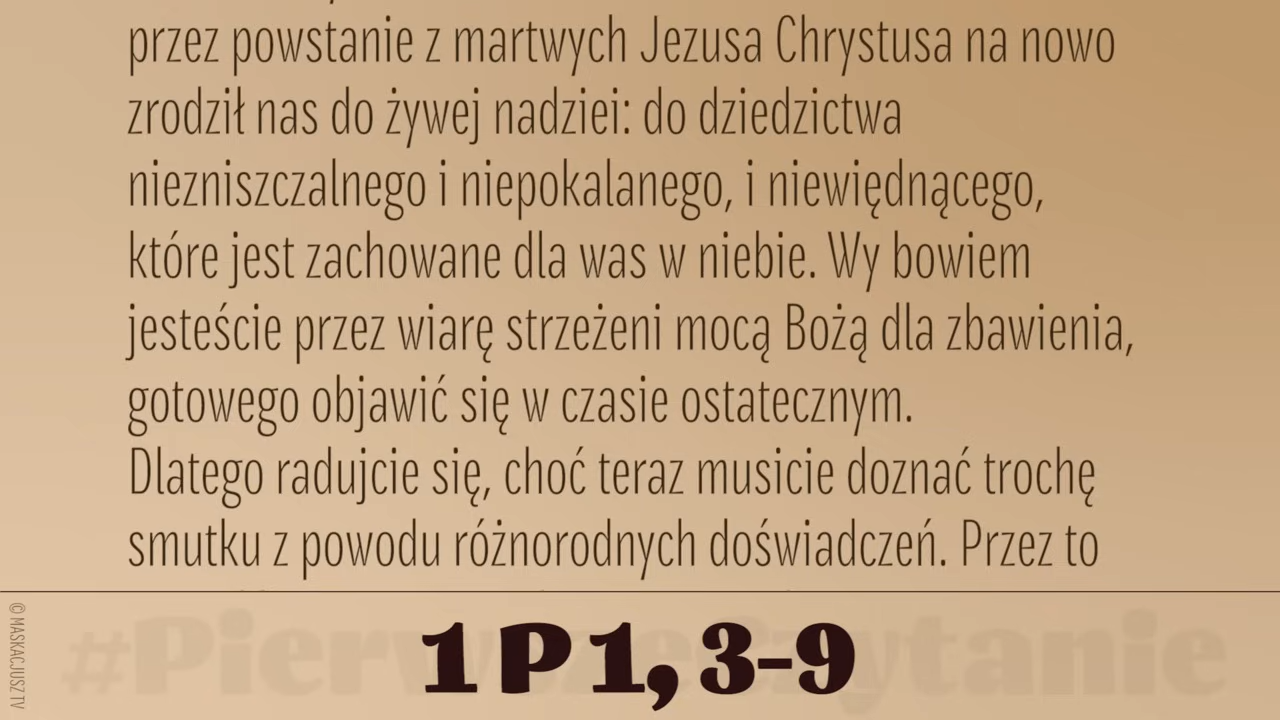 przez powstanie z martwych Jezusa Chrystusa na nowo
zrodził nas do żywej nadziei: do dziedzictwa
niezniszczalnego i niepokalanego, i niewiędnącego,
które jest zachowane dla was w niebie. Wy bowiem
jesteście przez wiarę strzeżeni mocą Bożą dla zbawienia,
gotowego objawić się w czasie ostatecznym.
Dlatego radujcie się, choć teraz musicie doznać trochę
smutku z powodu różnorodnych doświadczeń. Przez to
#PierwszeCzytanie
1 P 1, 3-9
© MASKACJUSZ TV